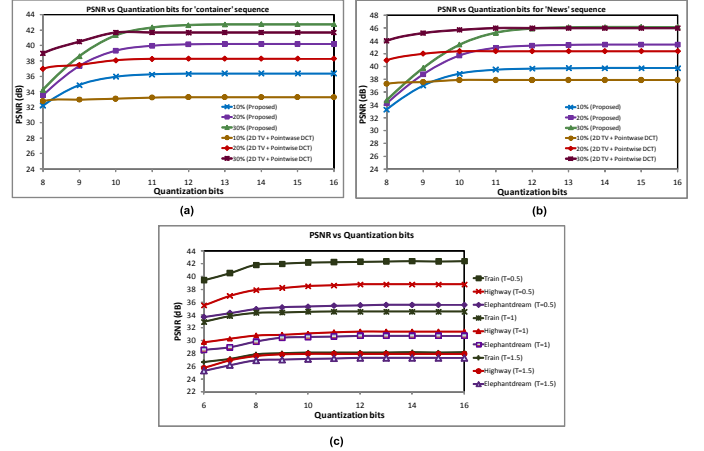 PSNR vs Quantization bits for 'container' sequence
PSNR (dB)
44
42
40
38
36
34
32
30
28
26
24
8 9 10 11 12 13 14 15 16
Quantization bits
10% (Proposed)
20% (Proposed)
30% (Proposed)
10% (2D TV + Pointwise DCT)
20% (2D TV + Pointwise DCT)
30% (2D TV + Pointwise DCT)
(a)
PSNR vs Quantization bits for 'News' sequence
PSNR (dB)
48
46
44
42
40
38
36
34
32
30
28
26
24
8 9 10 11 12 13 14 15 16
Quantization bits
10% (Proposed)
20% (Proposed)
30% (Proposed)
10% (2D TV + Pointwase DCT)
20% (2D TV + Pointwise DCT)
30% (2D TV + Pointwise DCT)
(b)
PSNR vs Quantization bits
PSNR (dB)
44
42
40
38
36
34
32
30
28
26
24
22
6 8 10 12 14 16
Quantization bits
Train (T=0.5)
Highway (T=0.5)
Elephantdream (T=0.5)
Train (T=1)
Highway (T=1)
Elephantdream (T=1)
Train (T=1.5)
Highway (T=1.5)
Elephantdream (T=1.5)
(c)